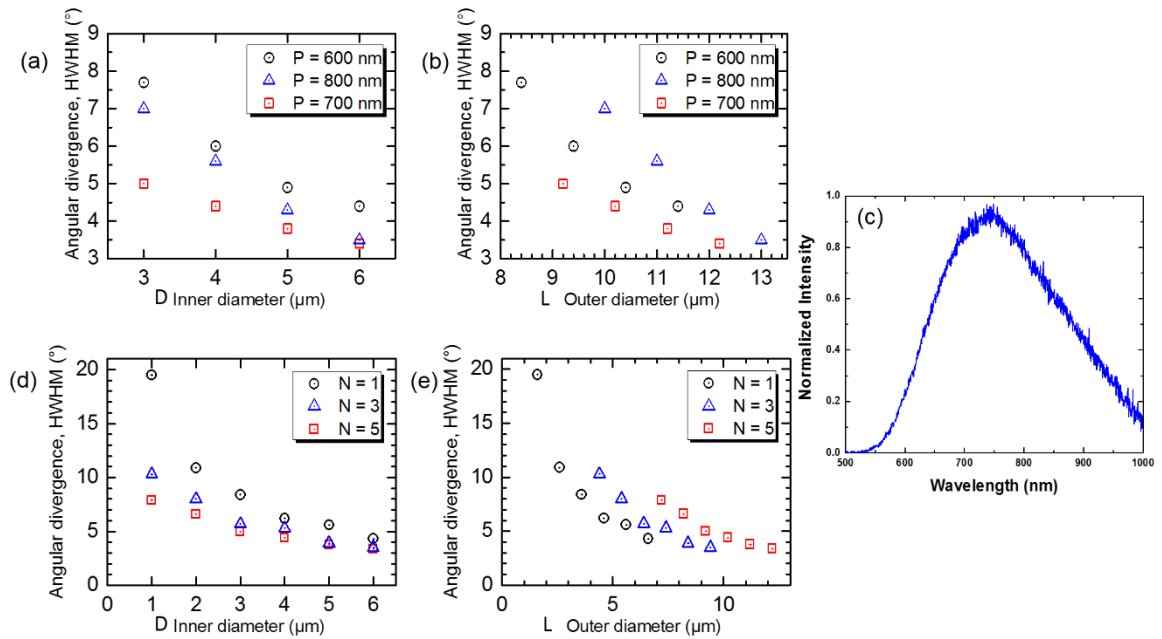 (a)
Angular divergence, HWHM (°)
9
8
7
6
5
4
3
P = 600 nm
P = 800 nm
P = 700 nm
3 4 5 6
D Inner diameter (µm)
(b)
Angular divergence, HWHM (°)
9
8
7
6
5
4
3
P = 600 nm
P = 800 nm
P = 700 nm
8 9 10 11 12 13
L Outer diameter (µm)
(c)
Normalized Intensity
1.0
0.8
0.6
0.4
0.2
0.0
500 600 700 800 900 1000
Wavelength (nm)
(d)
Angular divergence, HWHM (°)
20
15
10
5
0
N = 1
N = 3
N = 5
1 2 3 4 5 6
D Inner diameter (µm)
(e)
Angular divergence, HWHM (°)
20
15
10
5
0
N = 1
N = 3
N = 5
0 5 10
L Outer diameter (µm)